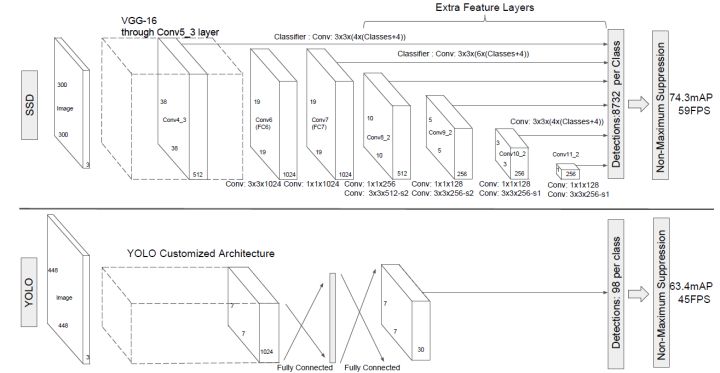 Extra Feature Layers
VGG-16
through Conv5_3 layer
Classifier : Conv: 3x3x(4x(Classes+4))
Classifier : Conv: 3x3x(6x(Classes+4))
SSD
300
Image
300
3
38
Conv4_3
38
512
19
Conv6
(FC6)
19
1024
19
Conv7
(FC7)
19
1024
10
Conv8_2
10
512
5
Conv9_2
5
256
Conv: 3x3x(4x(Classes+4))
3
Conv10_2
3
256
Conv11_2
1
256
Detections:8732 per Class
Non-Maximum Suppression
74.3mAP
59FPS
Conv: 3x3x1024
Conv: 1x1x1024
Conv: 1x1x256
Conv: 3x3x512-s2
Conv: 1x1x128
Conv: 3x3x256-s2
Conv: 1x1x128
Conv: 3x3x256-s1
Conv: 1x1x128
Conv: 3x3x256-s1
YOLO Customized Architecture
YOLO
448
Image
448
3
7
7
1024
Fully Connected
Fully Connected
7
7
30
Detections: 98 per class
Non-Maximum Suppression
63.4mAP
45FPS